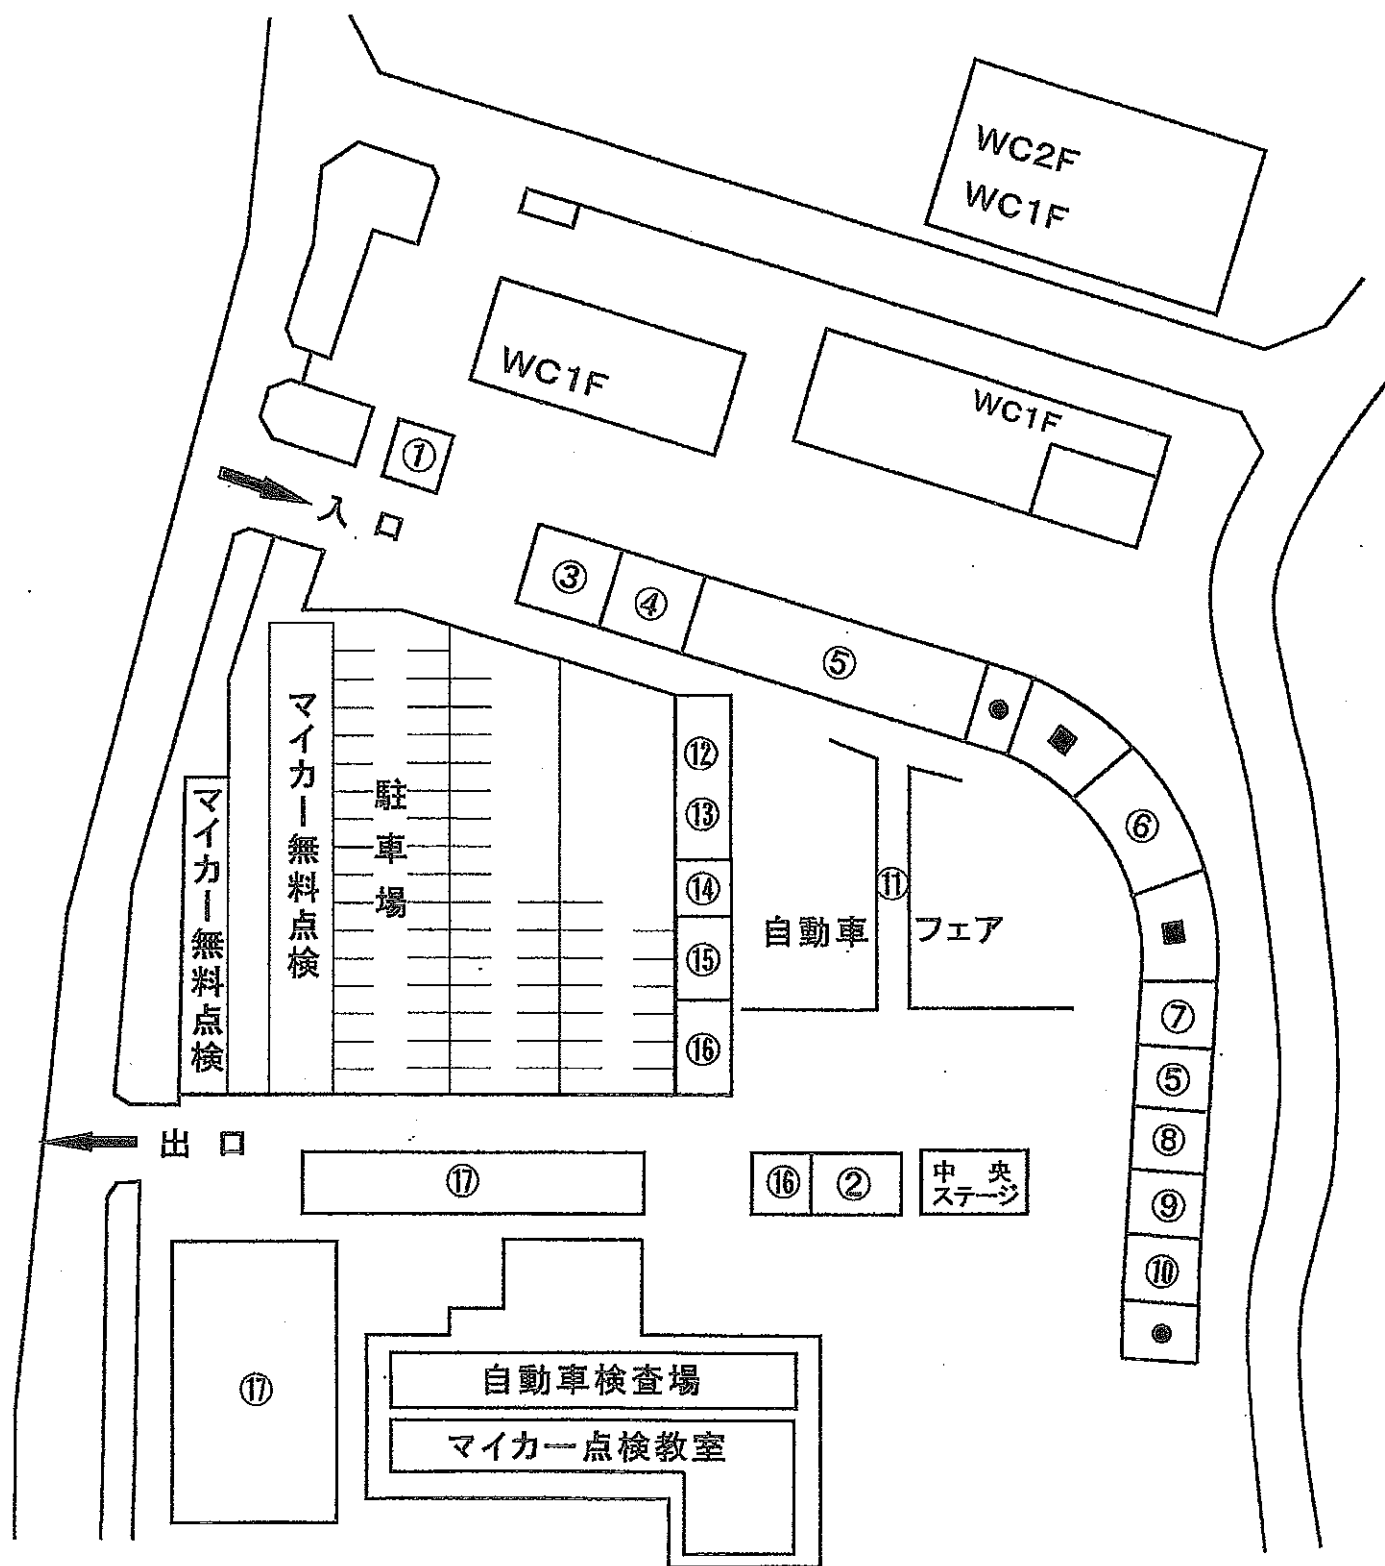 WC2F
WC1F
WC1F
WC1F
①
入口
③
④
⑤
●
■
⑥
■
⑦
⑤
⑧
⑨
⑩
●
マイカー無料点検
マイカー無料点検
駐車場
⑫
⑬
⑭
⑮
⑯
⑪
自動車 フェア
出口
⑰
⑯
②
中央
ステージ
⑰
自動車検査場
マイカー点検教室